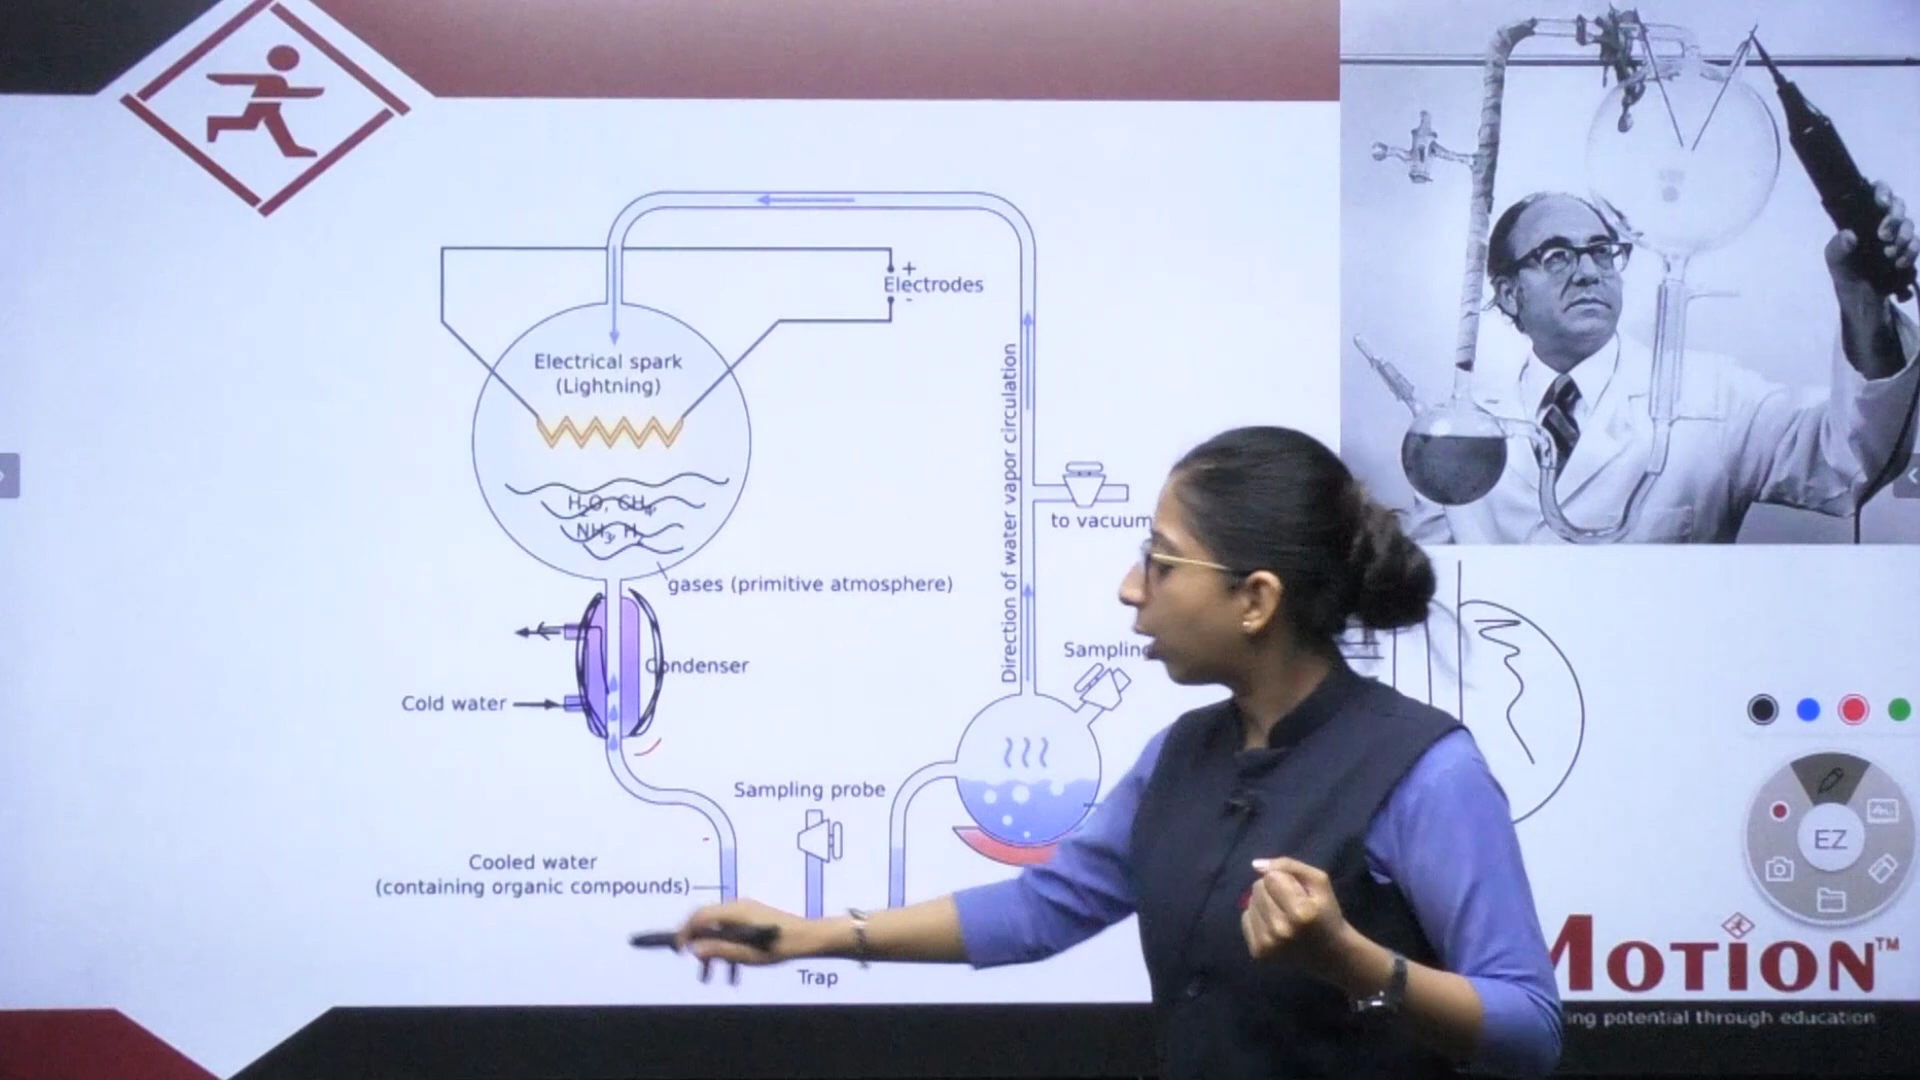 +
Electrodes
-
Electrical spark
(Lightning)
H2O, CH4,
NH3, H
gases (primitive atmosphere)
Direction of water vapor circulation
to vacuum
Condenser
Sampling
Cold water
Sampling probe
Cooled water
(containing organic compounds)
Trap
EZ
MOTION™
ing potential through education